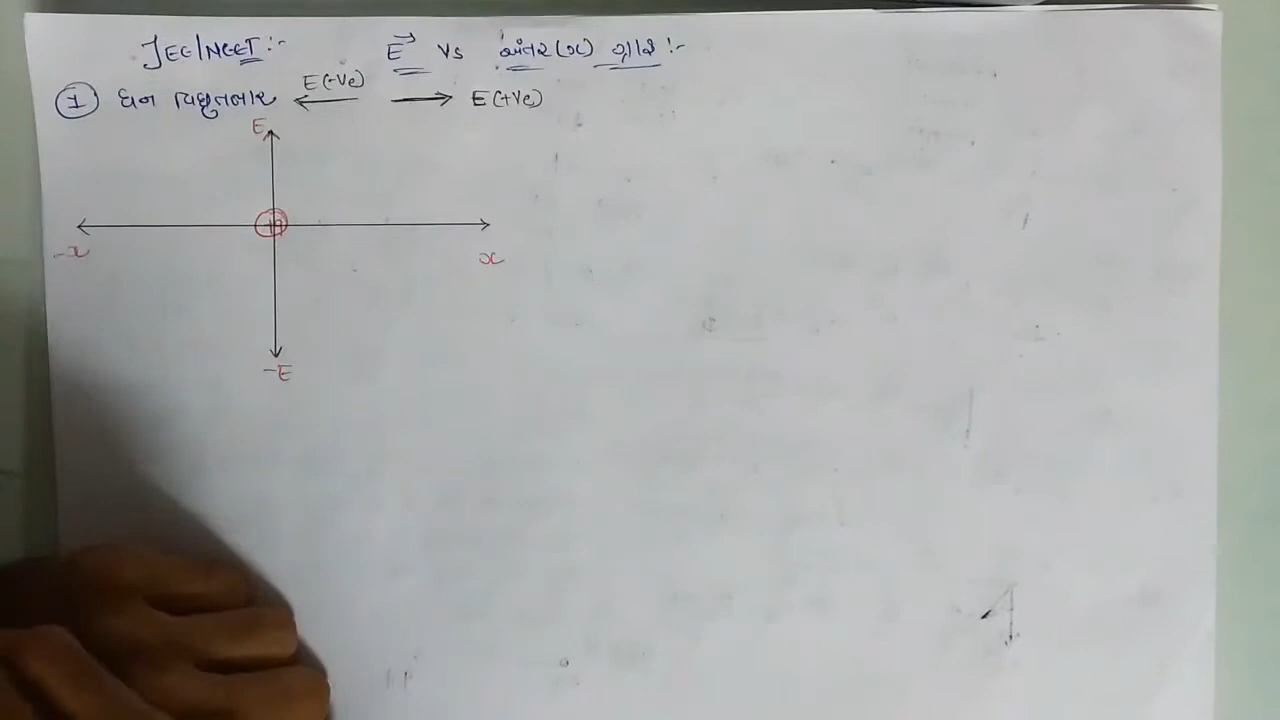 JEE/NEET :- E⃗ Vs અંતર(x) ગ્રાફ :-
① ધન વિદ્યુતભાર E(-Ve) ← → E(+Ve)
E
+q
-x
x
-E